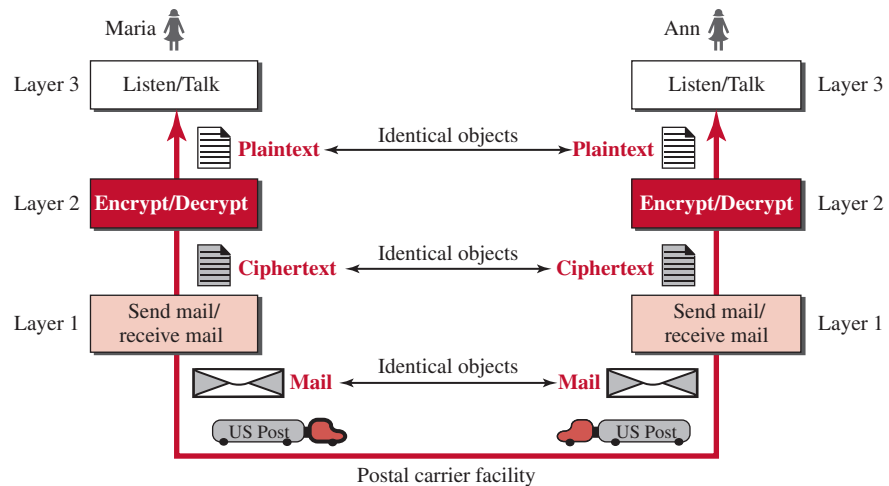 Maria
Ann
Layer 3
Listen/Talk
Listen/Talk
Layer 3
Plaintext
Identical objects
Plaintext
Layer 2
Encrypt/Decrypt
Encrypt/Decrypt
Layer 2
Ciphertext
Identical objects
Ciphertext
Layer 1
Send mail/
receive mail
Send mail/
receive mail
Layer 1
Mail
Identical objects
Mail
US Post
US Post
Postal carrier facility